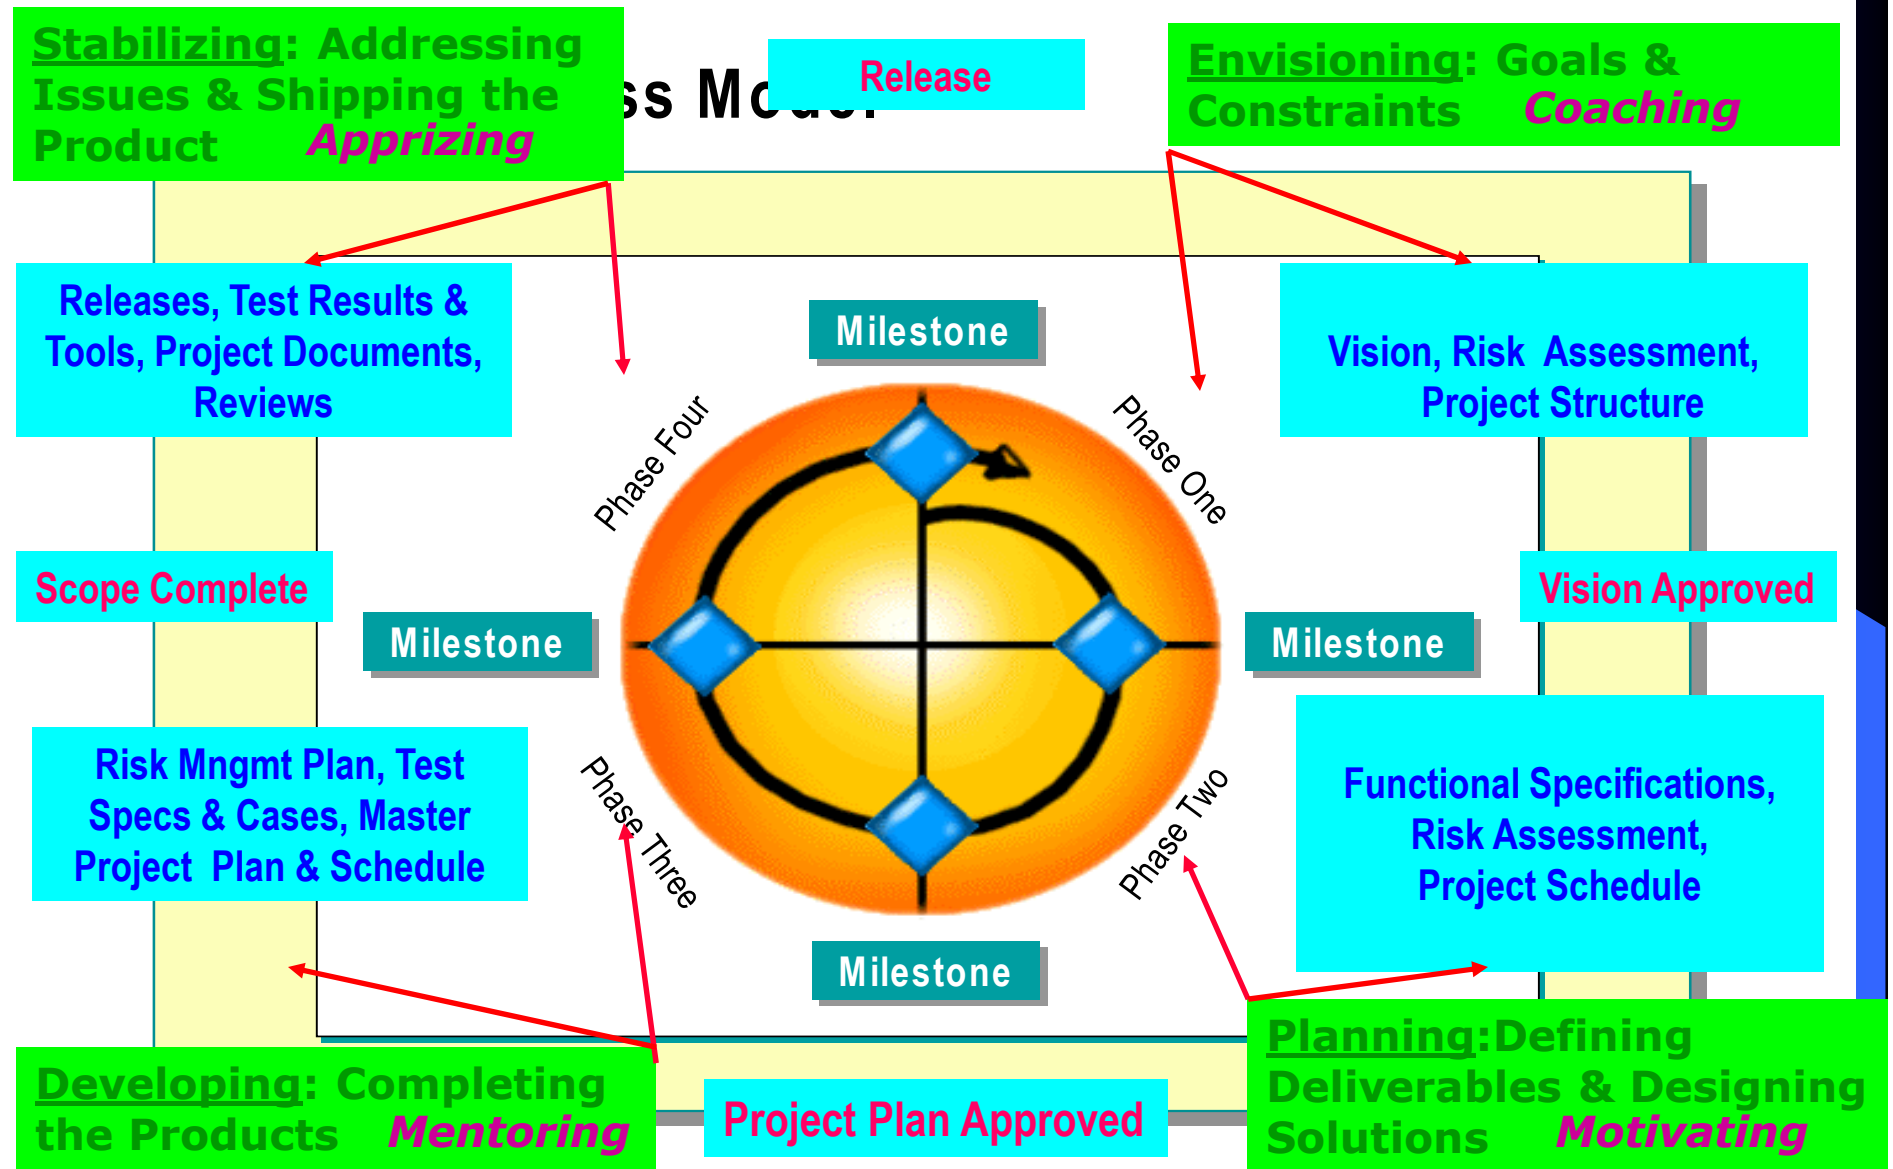 Stabilizing: Addressing
Issues & Shipping the
Product Apprizing
Release
Envisioning: Goals &
Constraints Coaching
Releases, Test Results &
Tools, Project Documents,
Reviews
Milestone
Vision, Risk Assessment,
Project Structure
Phase Four
Phase One
Scope Complete
Milestone
Milestone
Vision Approved
Risk Mngmt Plan, Test
Specs & Cases, Master
Project Plan & Schedule
Phase Three
Phase Two
Functional Specifications,
Risk Assessment,
Project Schedule
Milestone
Developing: Completing
the Products Mentoring
Project Plan Approved
Planning:Defining
Deliverables & Designing
Solutions Motivating